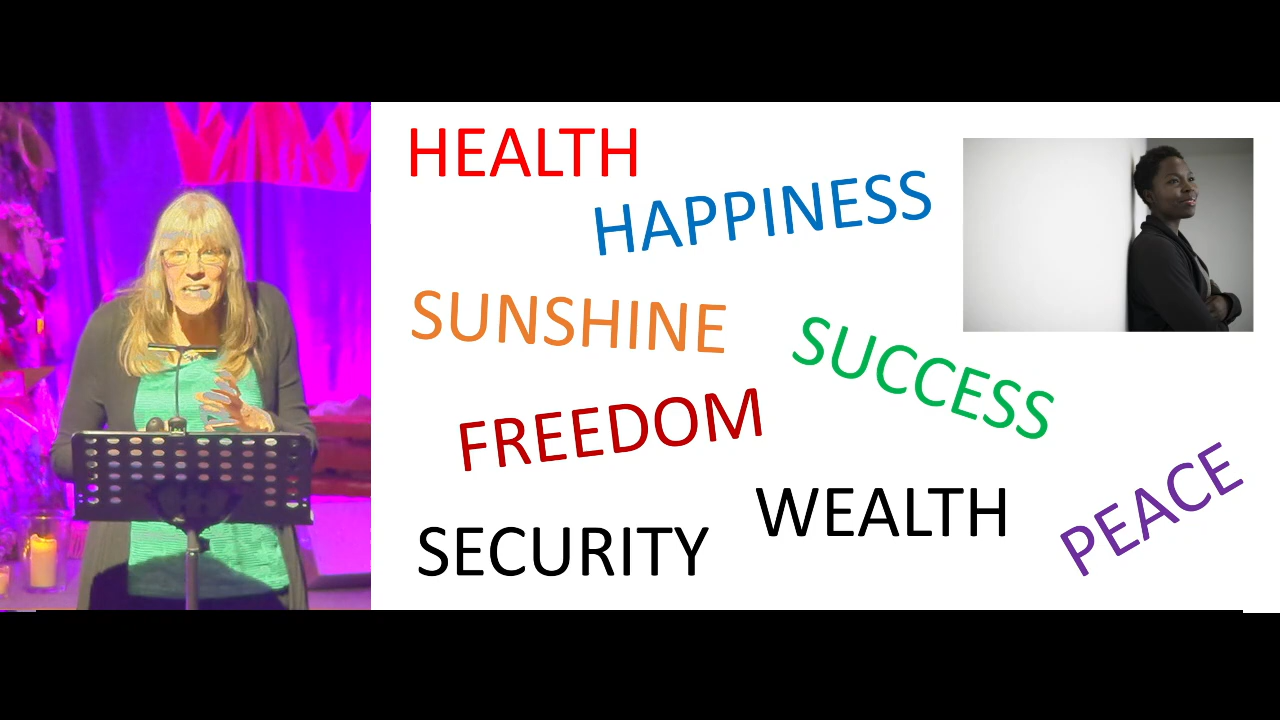 HEALTH
HAPPINESS
SUNSHINE
SUCCESS
FREEDOM
WEALTH
SECURITY
PEACE